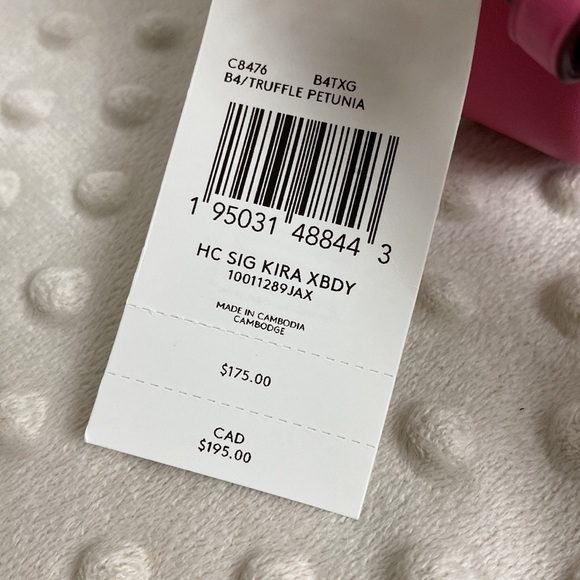 C8476 B4TXG
B4/TRUFFLE PETUNIA
1 95031 48844 3
HC SIG KIRA XBDY
10011289JAX
MADE IN CAMBODIA
CAMBODGE
$175.00
CAD
$195.00